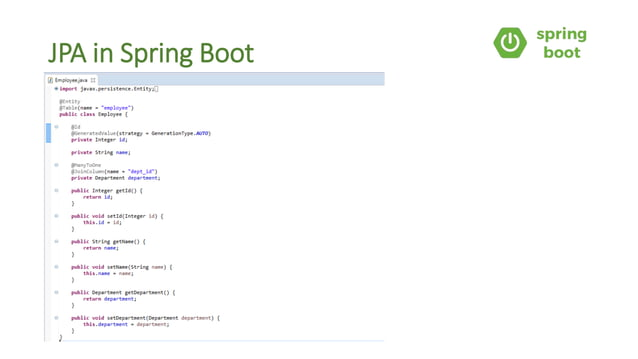 JPA in Spring Boot
spring
boot
Employee.java
import javax.persistence.Entity;
@Entity
@Table(name = "employee")
public class Employee {
@Id
@GeneratedValue(strategy = GenerationType.AUTO)
private Integer id;
private String name;
@ManyToOne
@JoinColumn(name = "dept_id")
private Department department;
public Integer getId() {
return id;
}
public void setId(Integer id) {
this.id = id;
}
public String getName() {
return name;
}
public void setName(String name) {
this.name = name;
}
public Department getDepartment() {
return department;
}
public void setDepartment(Department department) {
this.department = department;
}
}